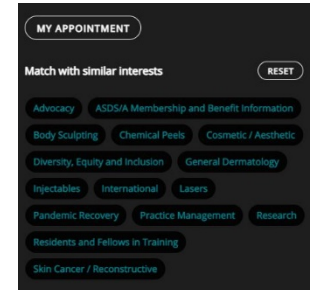 MY APPOINTMENT
Match with similar interests RESET
Advocacy ASDS/A Membership and Benefit Information
Body Sculpting Chemical Peels Cosmetic / Aesthetic
Diversity, Equity and Inclusion General Dermatology
Injectables International Lasers
Pandemic Recovery Practice Management Research
Residents and Fellows in Training
Skin Cancer / Reconstructive